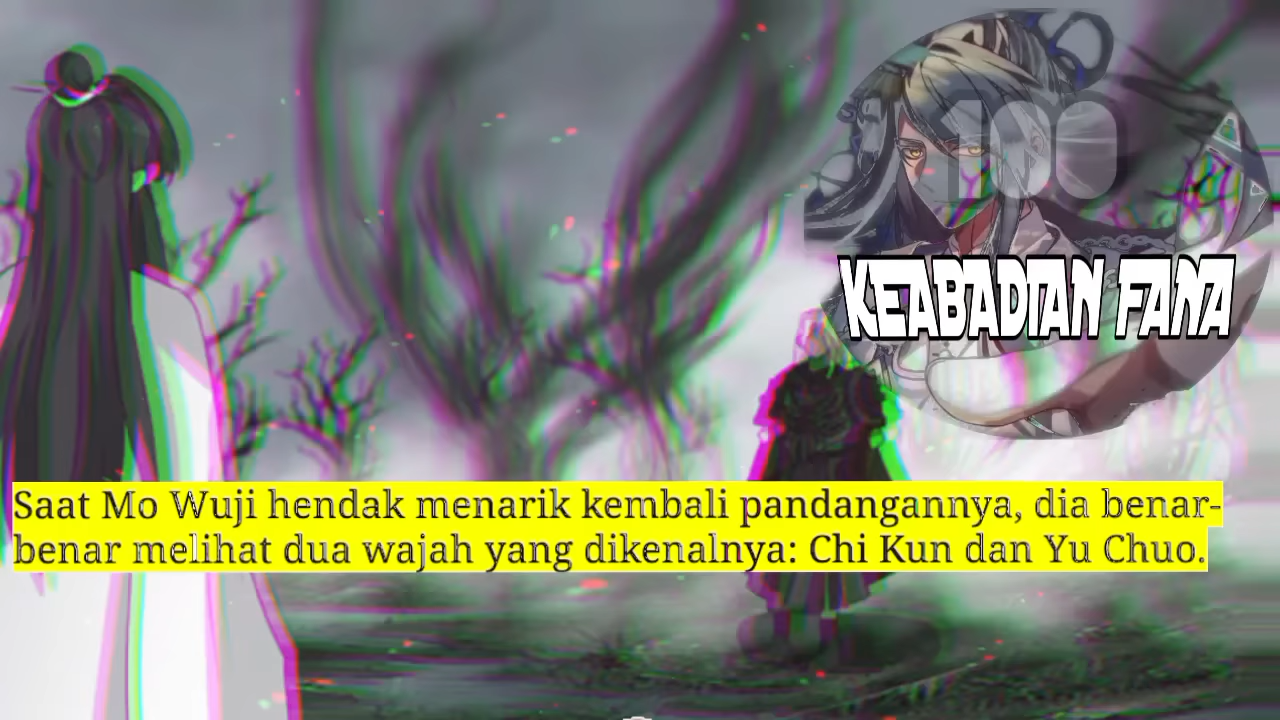 100
KEABADIAN FANA
Saat Mo Wuji hendak menarik kembali pandangannya, dia benar-
benar melihat dua wajah yang dikenalnya: Chi Kun dan Yu Chuo.